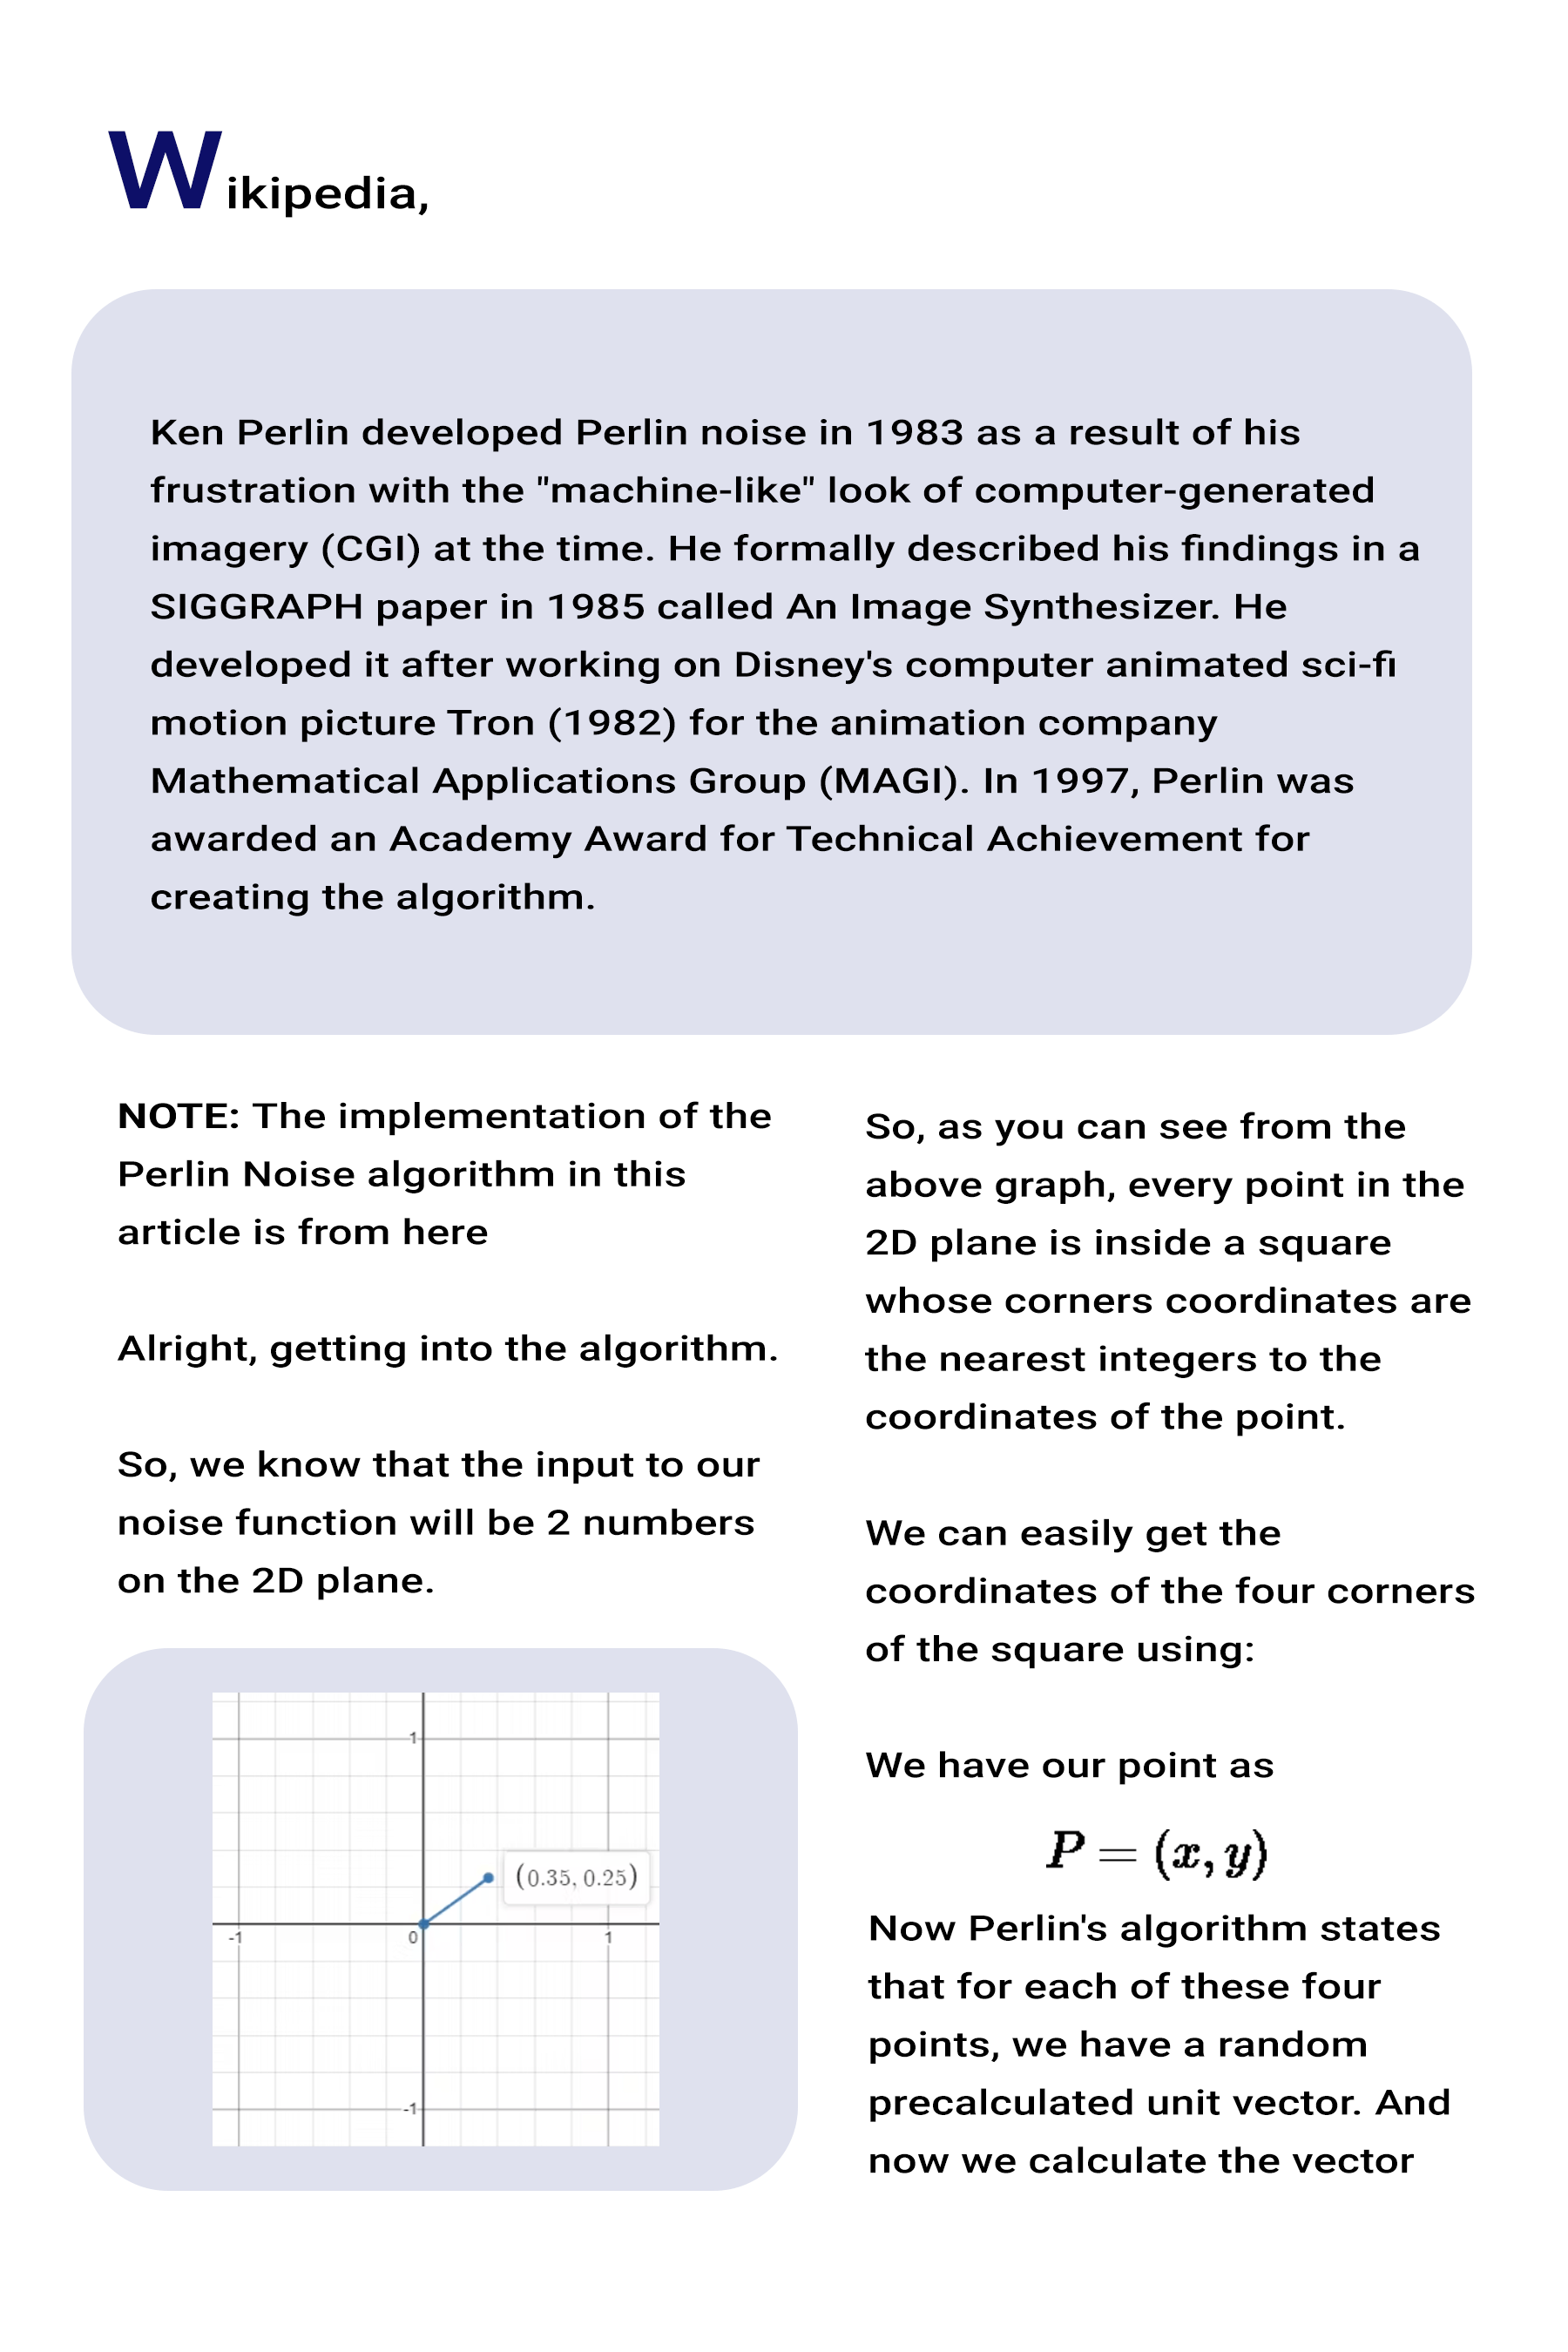 Wikipedia,
Ken Perlin developed Perlin noise in 1983 as a result of his
frustration with the "machine-like" look of computer-generated
imagery (CGI) at the time. He formally described his findings in a
SIGGRAPH paper in 1985 called An Image Synthesizer. He
developed it after working on Disney's computer animated sci-fi
motion picture Tron (1982) for the animation company
Mathematical Applications Group (MAGI). In 1997, Perlin was
awarded an Academy Award for Technical Achievement for
creating the algorithm.
NOTE: The implementation of the
Perlin Noise algorithm in this
article is from here
Alright, getting into the algorithm.
So, we know that the input to our
noise function will be 2 numbers
on the 2D plane.
1
(0.35, 0.25)
-1
0
1
-1
So, as you can see from the
above graph, every point in the
2D plane is inside a square
whose corners coordinates are
the nearest integers to the
coordinates of the point.
We can easily get the
coordinates of the four corners
of the square using:
We have our point as
P = (x, y)
Now Perlin's algorithm states
that for each of these four
points, we have a random
precalculated unit vector. And
now we calculate the vector